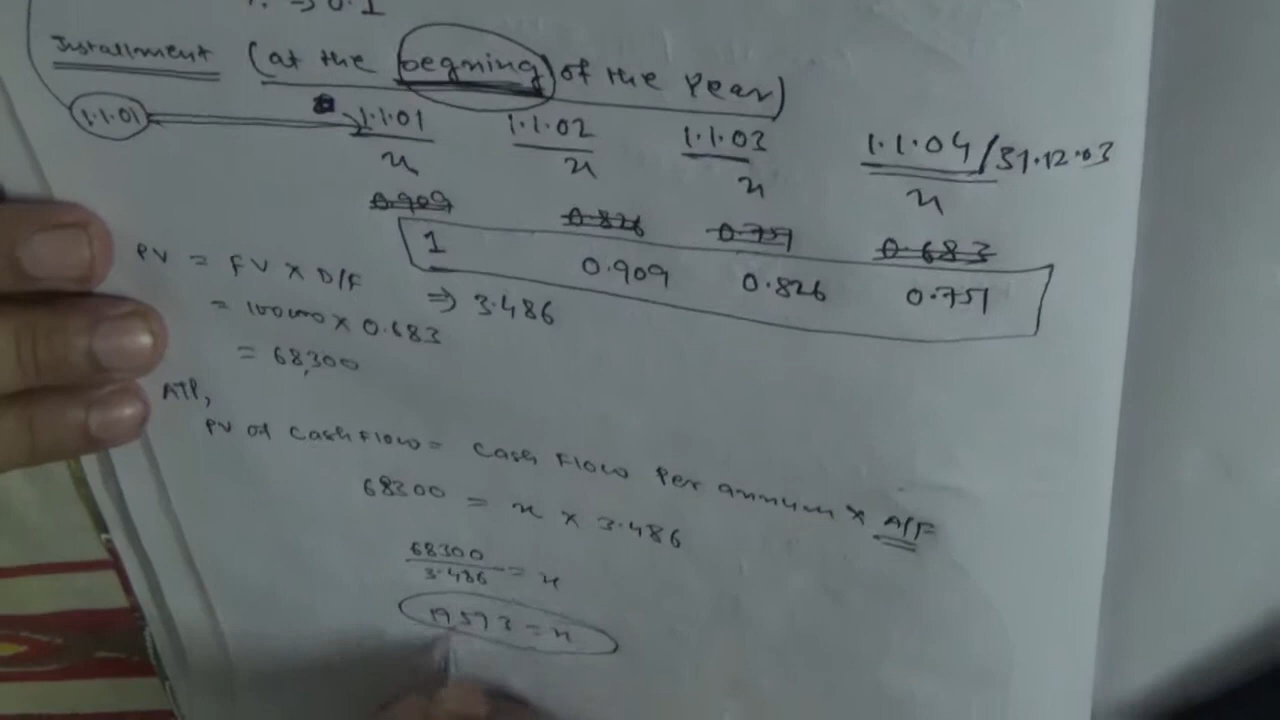 → 0.1
Installment (at the begning of the year)
1.1.01 1.1.01 1.1.02 1.1.03 1.1.04/31.12.03
x x x x
0.909 0.826 0.751 0.683
1 0.909 0.826 0.751
PV = FV X D/F ⇒ 3.486
= 100000 x 0.683
= 68,300
ATP,
PV of cash flow = cash flow per annum x A/F
68300 = x x 3.486
68300
3.486 = x
19593 = x